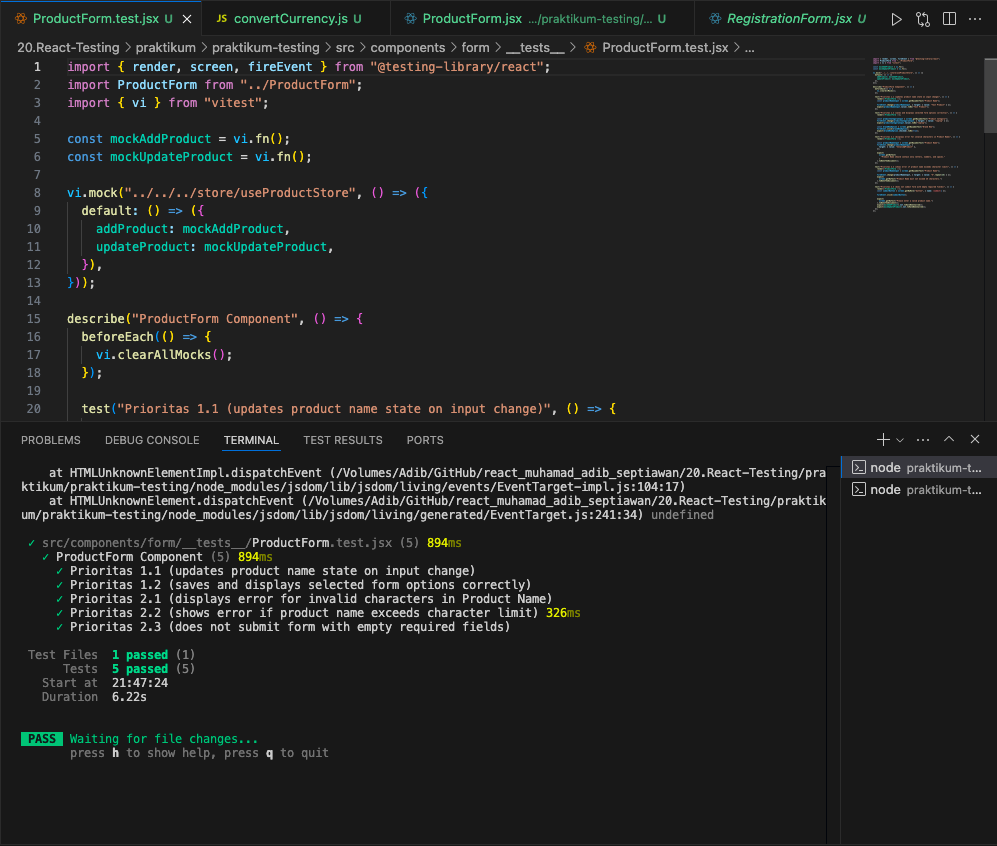 ProductForm.test.jsx U
JS convertCurrency.js U
ProductForm.jsx .../praktikum-testing/... U
RegistrationForm.jsx U
20.React-Testing > praktikum > praktikum-testing > src > components > form > __tests__ > ProductForm.test.jsx > ...
1 import { render, screen, fireEvent } from "@testing-library/react";
2 import ProductForm from "../ProductForm";
3 import { vi } from "vitest";
4
5 const mockAddProduct = vi.fn();
6 const mockUpdateProduct = vi.fn();
7
8 vi.mock("../../../store/useProductStore", () => ({
9 default: () => ({
10 addProduct: mockAddProduct,
11 updateProduct: mockUpdateProduct,
12 }),
13 }));
14
15 describe("ProductForm Component", () => {
16 beforeEach(() => {
17 vi.clearAllMocks();
18 });
19
20 test("Prioritas 1.1 (updates product name state on input change)", () => {
PROBLEMS DEBUG CONSOLE TERMINAL TEST RESULTS PORTS
node praktikum-t...
node praktikum-t...
at HTMLUnknownElementImpl.dispatchEvent (/Volumes/Adib/GitHub/react_muhamad_adib_septiawan/20.React-Testing/pra
ktikum/praktikum-testing/node_modules/jsdom/lib/jsdom/living/events/EventTarget-impl.js:104:17)
at HTMLUnknownElement.dispatchEvent (/Volumes/Adib/GitHub/react_muhamad_adib_septiawan/20.React-Testing/praktik
um/praktikum-testing/node_modules/jsdom/lib/jsdom/living/generated/EventTarget.js:241:34) undefined
✓ src/components/form/__tests__/ProductForm.test.jsx (5) 894ms
✓ ProductForm Component (5) 894ms
✓ Prioritas 1.1 (updates product name state on input change)
✓ Prioritas 1.2 (saves and displays selected form options correctly)
✓ Prioritas 2.1 (displays error for invalid characters in Product Name)
✓ Prioritas 2.2 (shows error if product name exceeds character limit) 326ms
✓ Prioritas 2.3 (does not submit form with empty required fields)
Test Files 1 passed (1)
Tests 5 passed (5)
Start at 21:47:24
Duration 6.22s
PASS Waiting for file changes...
press h to show help, press q to quit